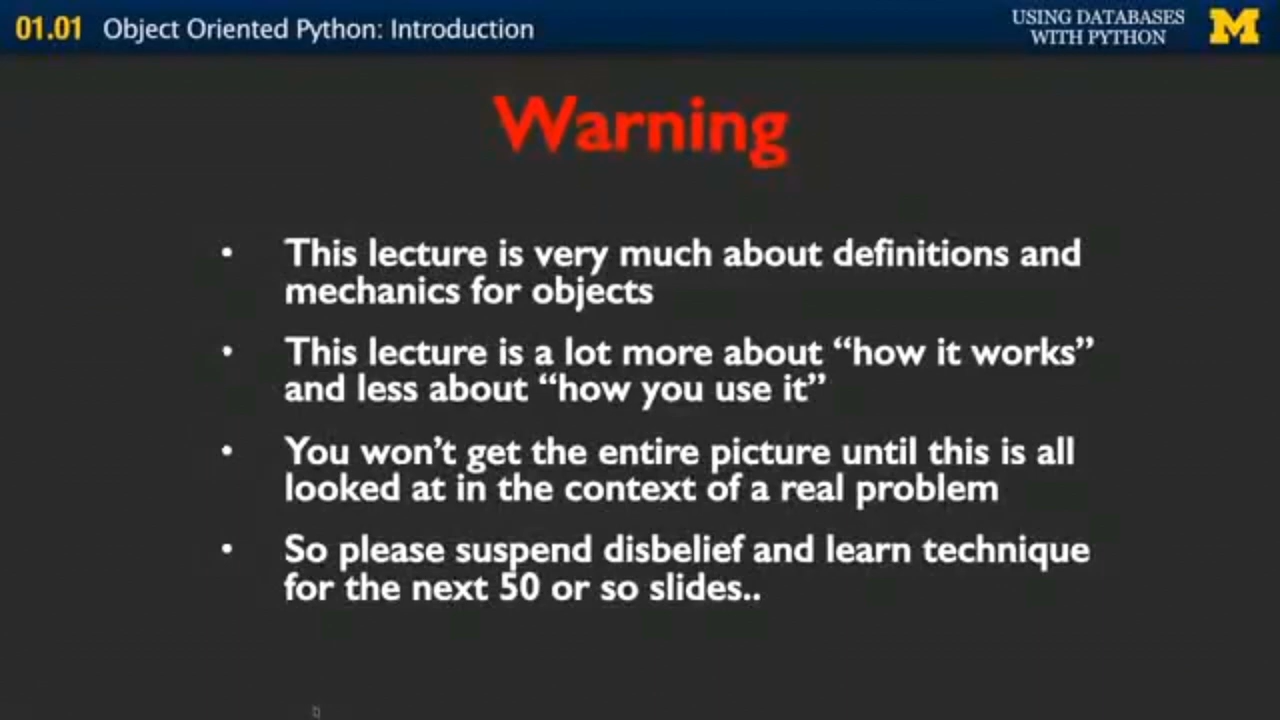 01.01 Object Oriented Python: Introduction
USING DATABASES
WITH PYTHON
M
Warning
• This lecture is very much about definitions and
mechanics for objects
• This lecture is a lot more about “how it works”
and less about “how you use it”
• You won’t get the entire picture until this is all
looked at in the context of a real problem
• So please suspend disbelief and learn technique
for the next 50 or so slides..